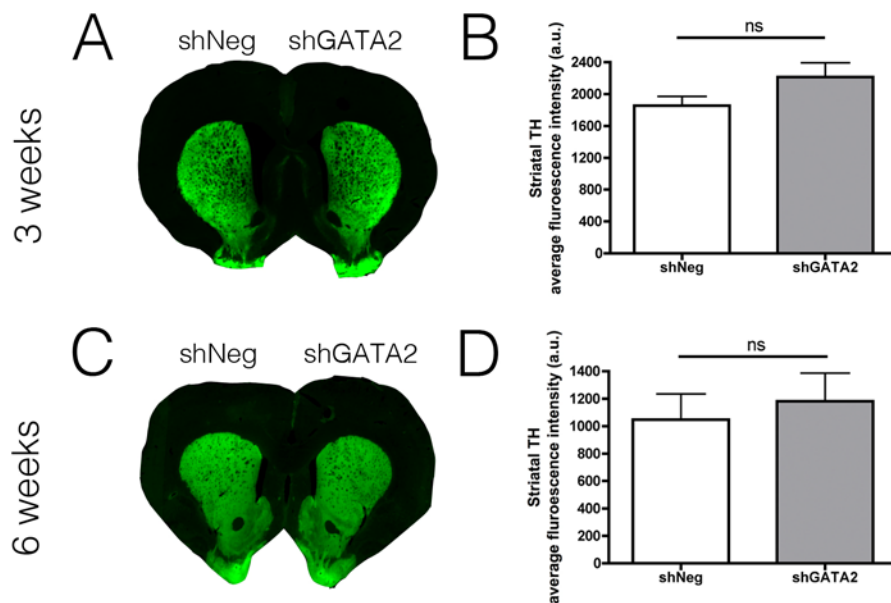 A
shNeg shGATA2
3 weeks
B
ns
Striatal TH
average fluroescence intensity (a.u.)
2400
2000
1600
1200
800
400
0
shNeg shGATA2
C
shNeg shGATA2
6 weeks
D
ns
Striatal TH
average fluroescence intensity (a.u.)
1400
1200
1000
800
600
400
200
0
shNeg shGATA2